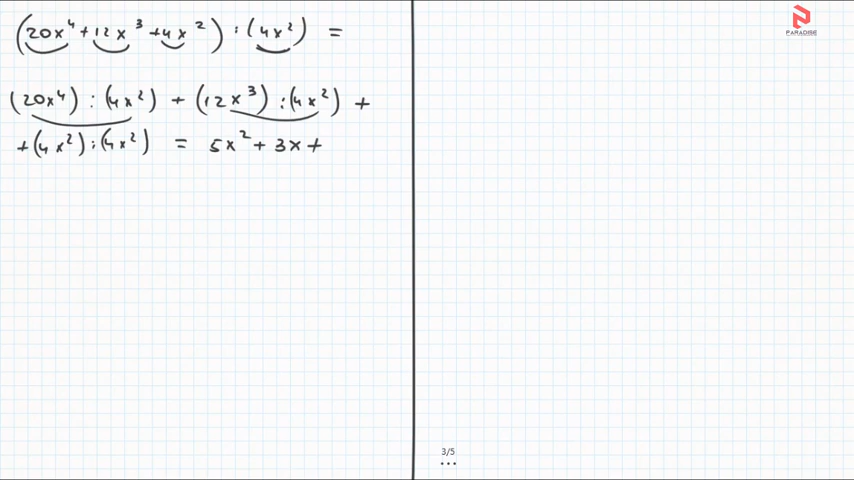 (20x⁴+12x³+4x²):(4x²) =
(20x⁴):(4x²) + (12x³):(4x²) +
+(4x²):(4x²) = 5x²+3x+
PARADISE
3/5